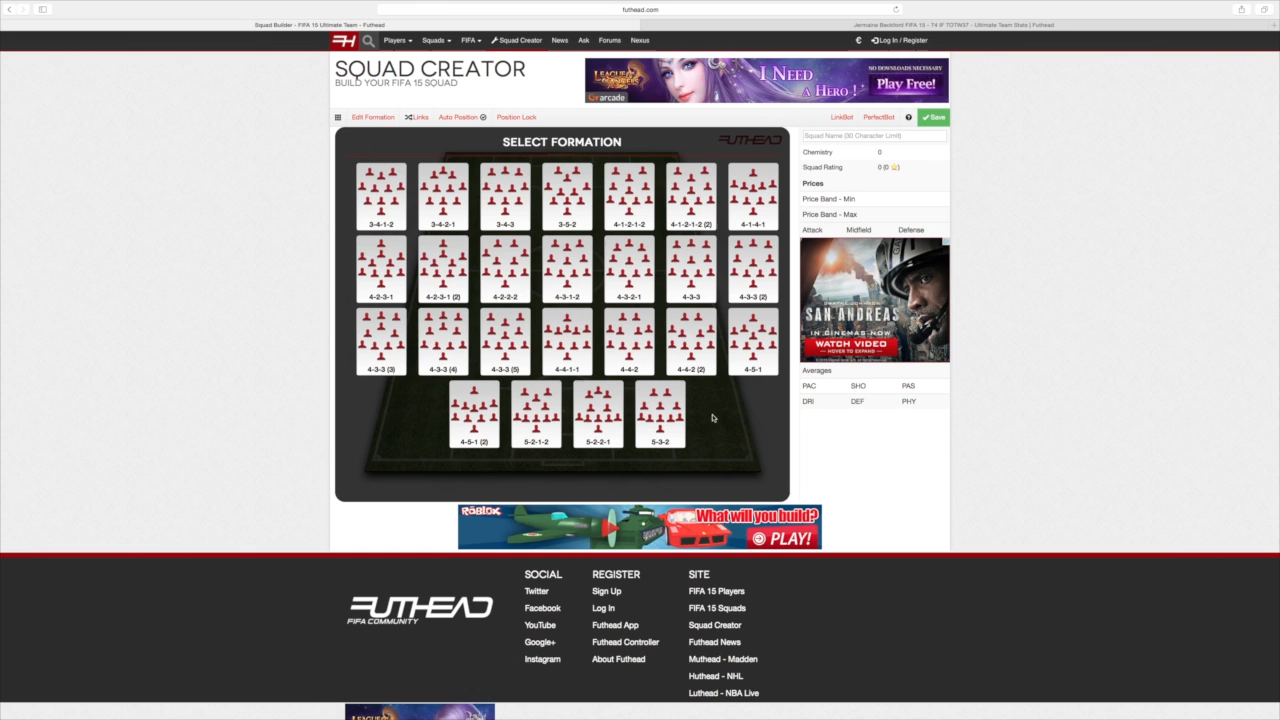 futhead.com
Squad Builder - FIFA 15 Ultimate Team - Futhead
Jermaine Beckford FIFA 15 - 74 IF TOTW37 - Ultimate Team Stats | Futhead
FH Players Squads FIFA Squad Creator News Ask Forums Nexus € Log In / Register
SQUAD CREATOR
BUILD YOUR FIFA 15 SQUAD
LEAGUE OF ANGELS
arcade
I NEED
A HERO!
NO DOWNLOADS NECESSARY
Play Free!
Edit Formation Links Auto Position Position Lock LinkBot PerfectBot Save
SELECT FORMATION
FUTHEAD
3-4-1-2 3-4-2-1 3-4-3 3-5-2 4-1-2-1-2 4-1-2-1-2 (2) 4-1-4-1
4-2-3-1 4-2-3-1 (2) 4-2-2-2 4-3-1-2 4-3-2-1 4-3-3 4-3-3 (2)
4-3-3 (3) 4-3-3 (4) 4-3-3 (5) 4-4-1-1 4-4-2 4-4-2 (2) 4-5-1
4-5-1 (2) 5-2-1-2 5-2-2-1 5-3-2
Squad Name (30 Character Limit)
Chemistry 0
Squad Rating 0 (0 )
Prices
Price Band - Min
Price Band - Max
Attack Midfield Defense
SAN ANDREAS
IN CINEMAS NOW
WATCH VIDEO
HOVER TO EXPAND
Averages
PAC SHO PAS
DRI DEF PHY
ROBLOX
What will you build?
PLAY!
FUTHEAD
FIFA COMMUNITY
SOCIAL
Twitter
Facebook
YouTube
Google+
Instagram
REGISTER
Sign Up
Log In
Futhead App
Futhead Controller
About Futhead
SITE
FIFA 15 Players
FIFA 15 Squads
Squad Creator
Futhead News
Muthead - Madden
Huthead - NHL
Luthead - NBA Live
LEAGUE